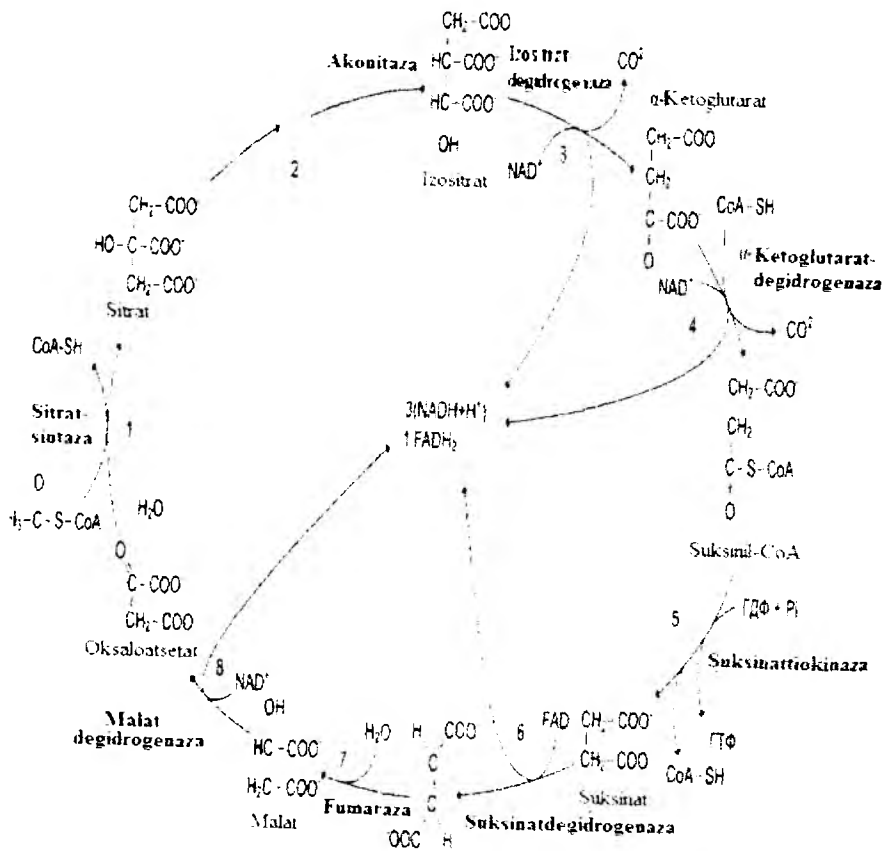 CH₂-COO
HC-COO⁻
HC-COO⁻
OH
Izositrat
Akonitaza
2
degidrogenaza
CO₂
NAD⁺
3
α-Ketoglutarat
CH₂-COO
CH₂
C-COO⁻
O
CoA-SH
α-Ketoglutarat-
degidrogenaza
NAD⁺
4
CO₂
CH₂-COO⁻
HO-C-COO⁻
CH₂-COO⁻
Sitrat
CoA-SH
Sitrat-
sintaza
1
O
C-S-CoA
H₂O
O
C-COO
CH₂-COO
Oksaloatsetat
3(NADH+H⁺)
1 FADH₂
CH₂-COO⁻
CH₂
C-S-CoA
O
Suksinil-CoA
5
ГДФ + Pi
Suksinattiokinaza
ГТФ
CoA-SH
CH₂-COO⁻
CH₂-COO
Suksinat
FAD
6
Suksinatdegidrogenaza
H COO
C
C
⁻OOC H
H₂O
7
Fumaraza
OH
HC-COO⁻
H₂C-COO⁻
Malat
NAD⁺
8
Malat
degidrogenaza